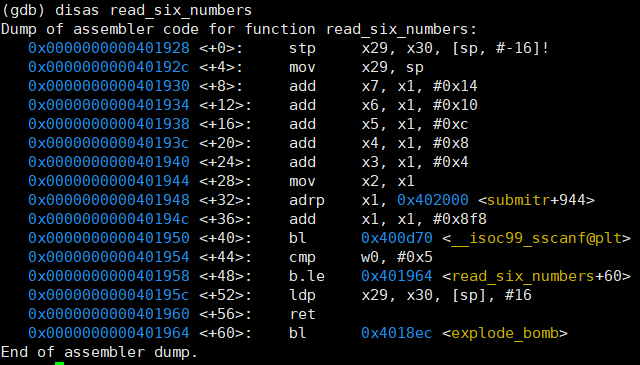 (gdb) disas read_six_numbers
Dump of assembler code for function read_six_numbers:
   0x0000000000401928 <+0>:     stp     x29, x30, [sp, #-16]!
   0x000000000040192c <+4>:     mov     x29, sp
   0x0000000000401930 <+8>:     add     x7, x1, #0x14
   0x0000000000401934 <+12>:    add     x6, x1, #0x10
   0x0000000000401938 <+16>:    add     x5, x1, #0xc
   0x000000000040193c <+20>:    add     x4, x1, #0x8
   0x0000000000401940 <+24>:    add     x3, x1, #0x4
   0x0000000000401944 <+28>:    mov     x2, x1
   0x0000000000401948 <+32>:    adrp    x1, 0x402000 <submitr+944>
   0x000000000040194c <+36>:    add     x1, x1, #0x8f8
   0x0000000000401950 <+40>:    bl      0x400d70 <__isoc99_sscanf@plt>
   0x0000000000401954 <+44>:    cmp     w0, #0x5
   0x0000000000401958 <+48>:    b.le    0x401964 <read_six_numbers+60>
   0x000000000040195c <+52>:    ldp     x29, x30, [sp], #16
   0x0000000000401960 <+56>:    ret
   0x0000000000401964 <+60>:    bl      0x4018ec <explode_bomb>
End of assembler dump.